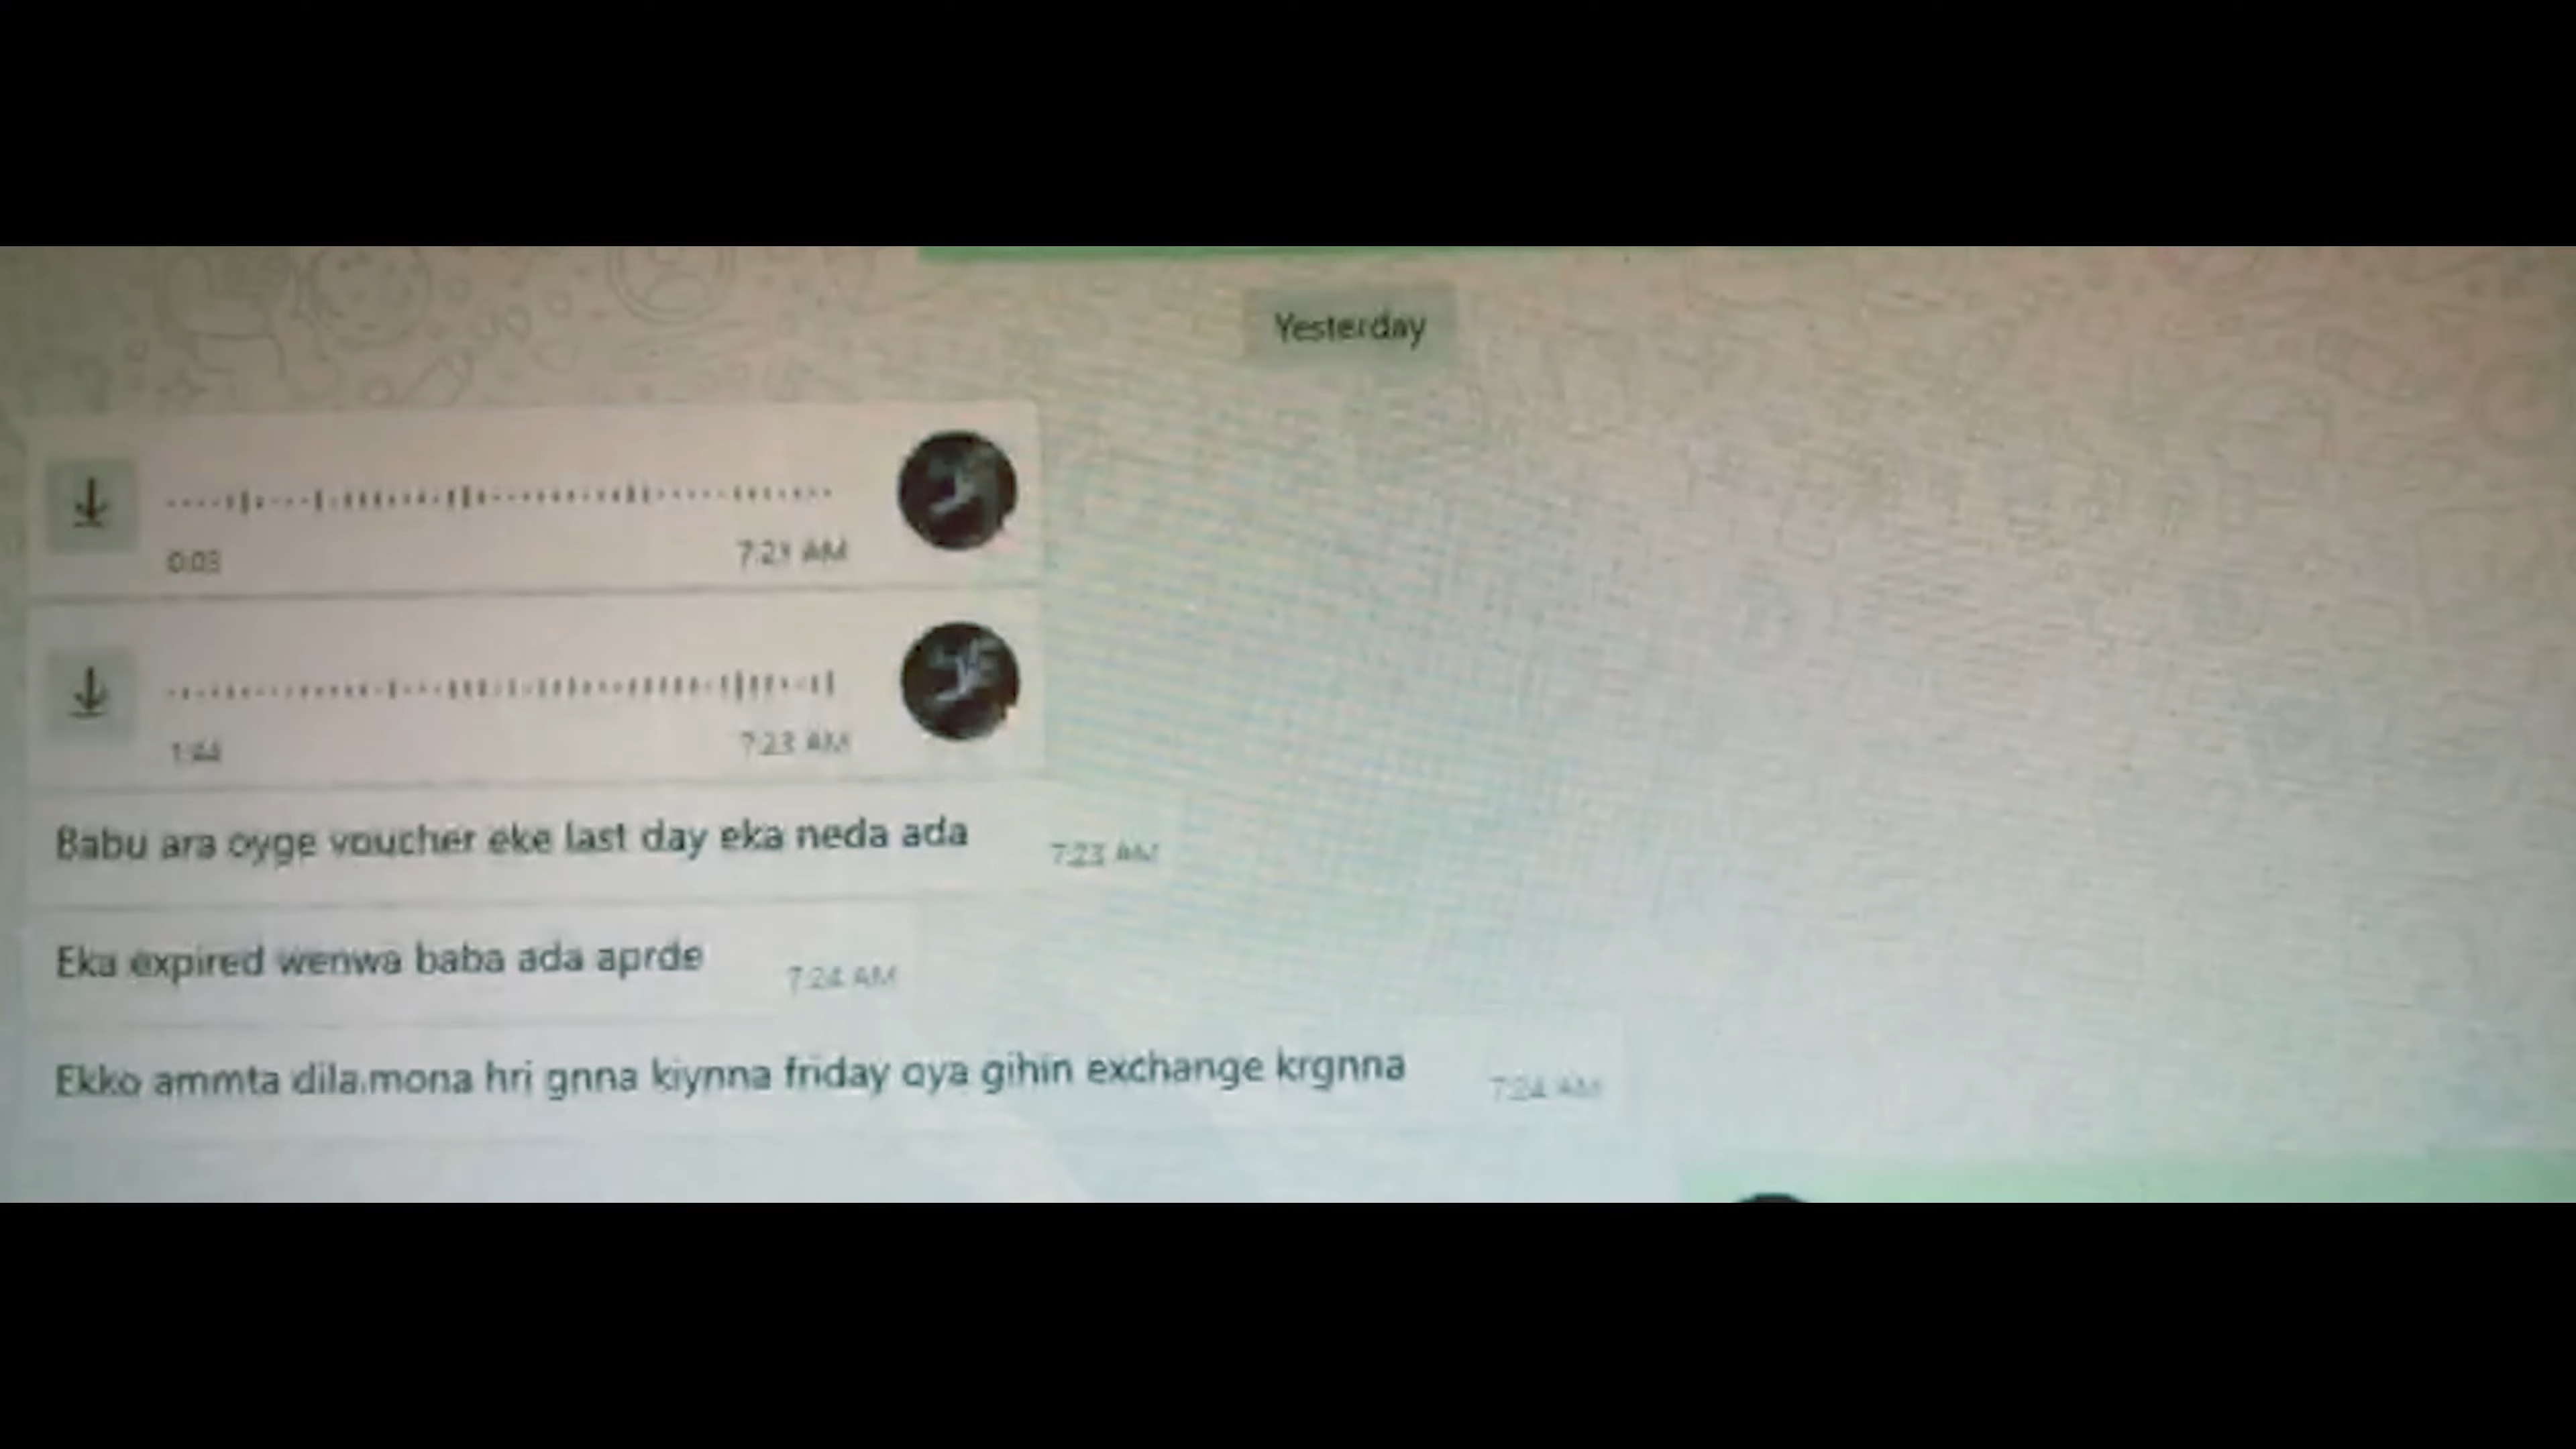 Yesterday
0:03
7:23 AM
1:44
7:23 AM
Babu ara oyge voucher eke last day eka neda ada
7:23 AM
Eka expired wenwa baba ada aprde
7:24 AM
Ekko ammta dila.mona hri gnna kiynna friday oya gihin exchange krgnna
7:24 AM